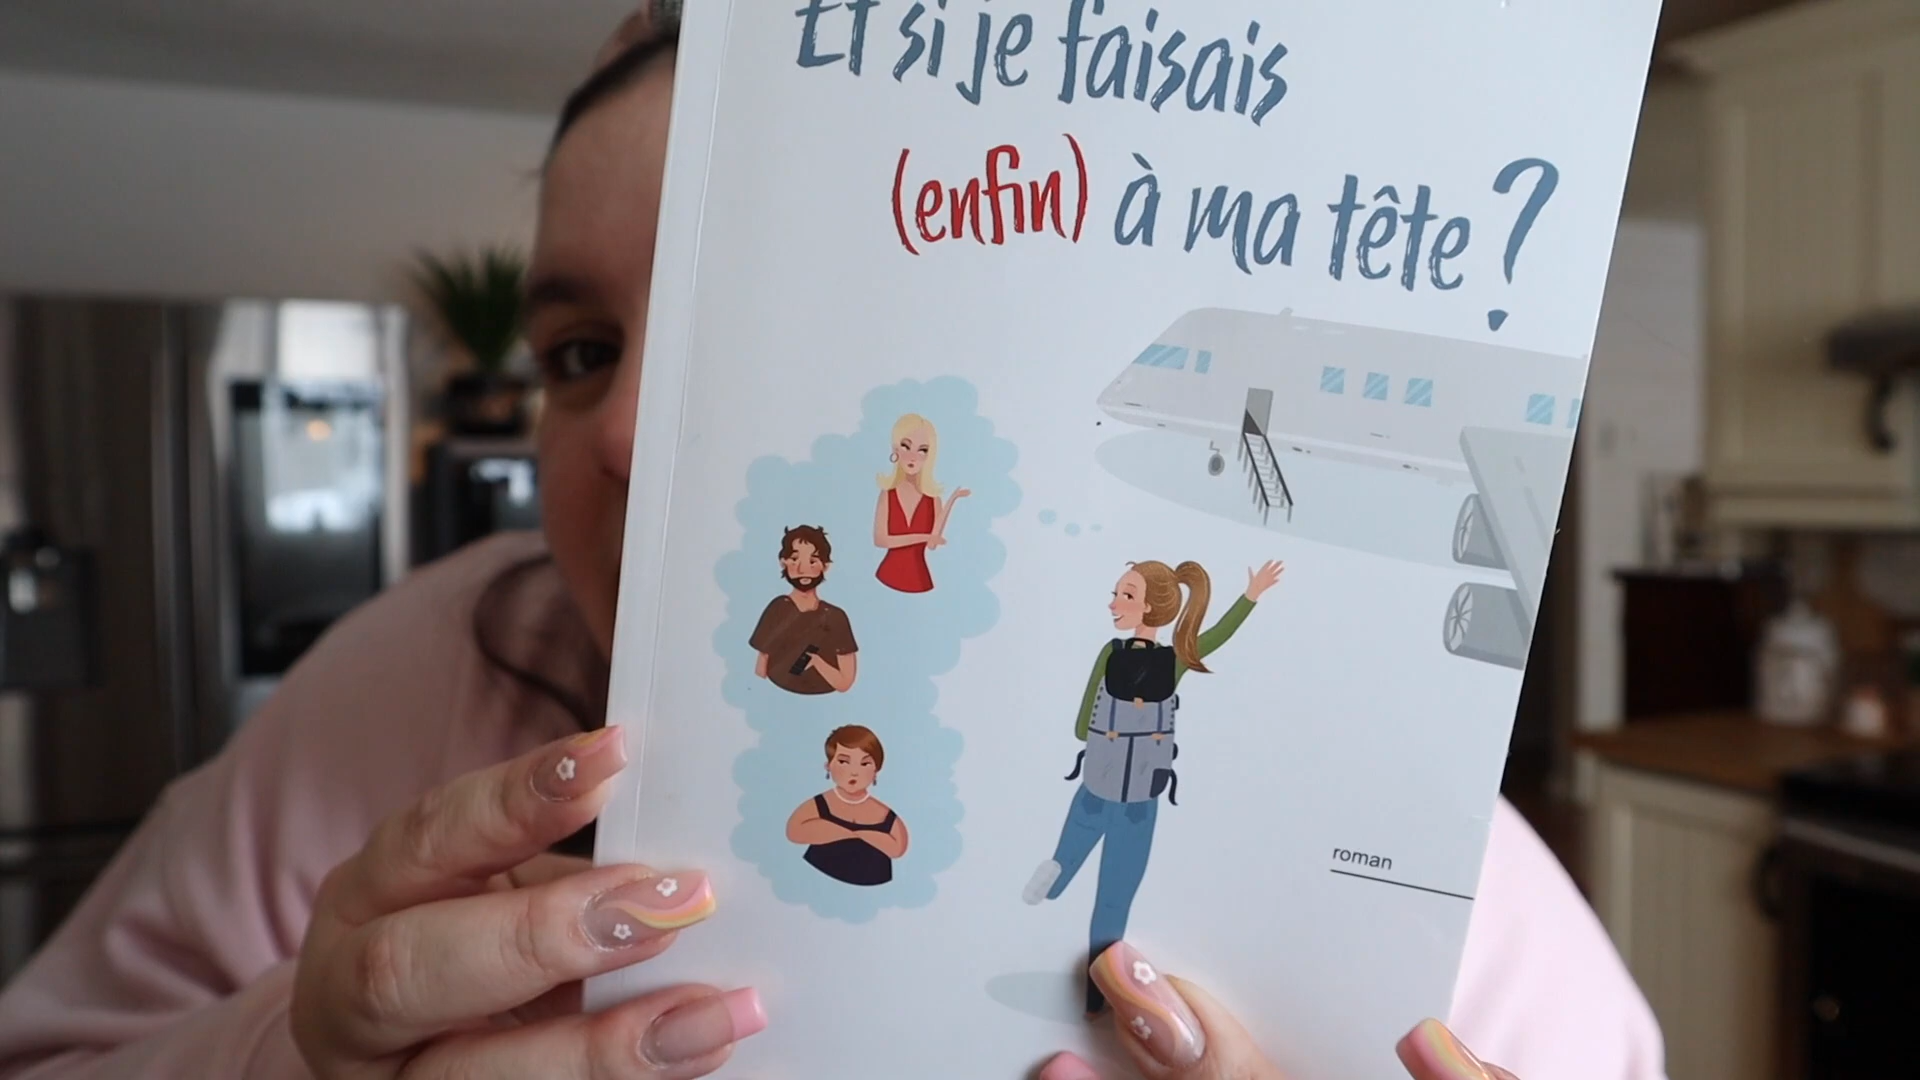 Et si je faisais
(enfin) à ma tête ?
roman